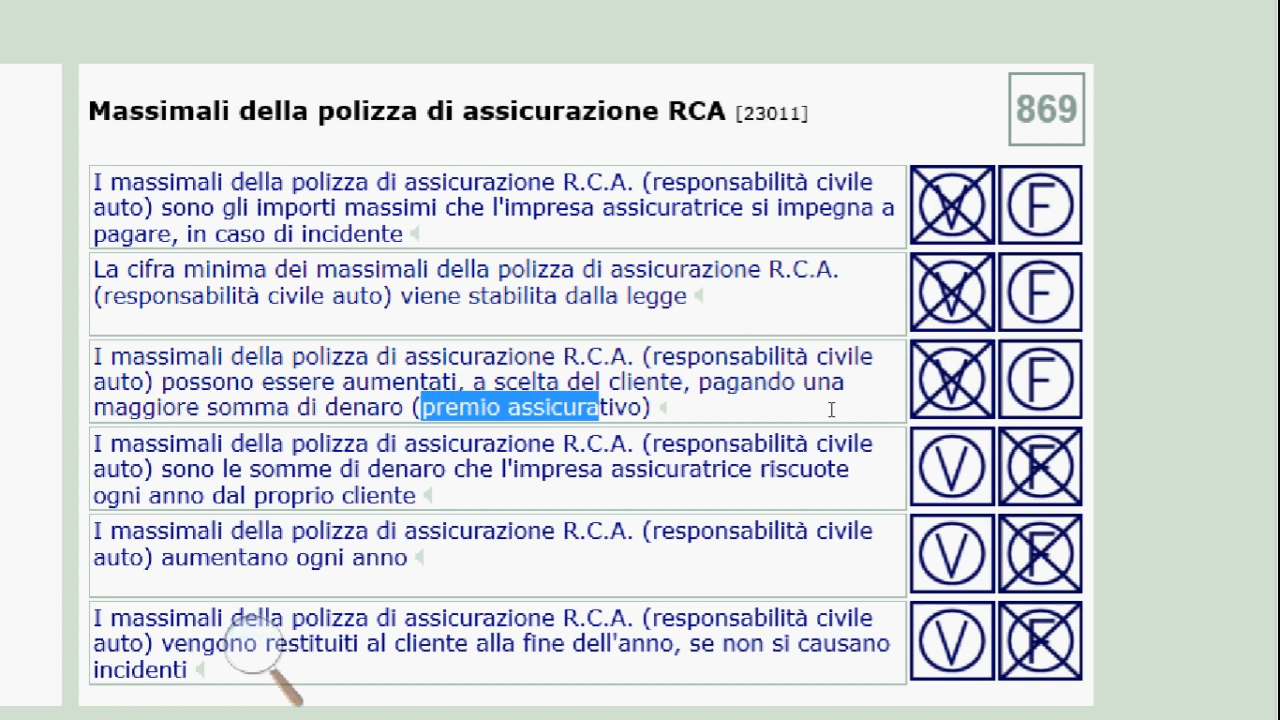 Massimali della polizza di assicurazione RCA [23011]
869
I massimali della polizza di assicurazione R.C.A. (responsabilità civile
auto) sono gli importi massimi che l'impresa assicuratrice si impegna a
pagare, in caso di incidente
V F
La cifra minima dei massimali della polizza di assicurazione R.C.A.
(responsabilità civile auto) viene stabilita dalla legge
V F
I massimali della polizza di assicurazione R.C.A. (responsabilità civile
auto) possono essere aumentati, a scelta del cliente, pagando una
maggiore somma di denaro (premio assicurativo)
V F
I massimali della polizza di assicurazione R.C.A. (responsabilità civile
auto) sono le somme di denaro che l'impresa assicuratrice riscuote
ogni anno dal proprio cliente
V F
I massimali della polizza di assicurazione R.C.A. (responsabilità civile
auto) aumentano ogni anno
V F
I massimali della polizza di assicurazione R.C.A. (responsabilità civile
auto) vengono restituiti al cliente alla fine dell'anno, se non si causano
incidenti
V F